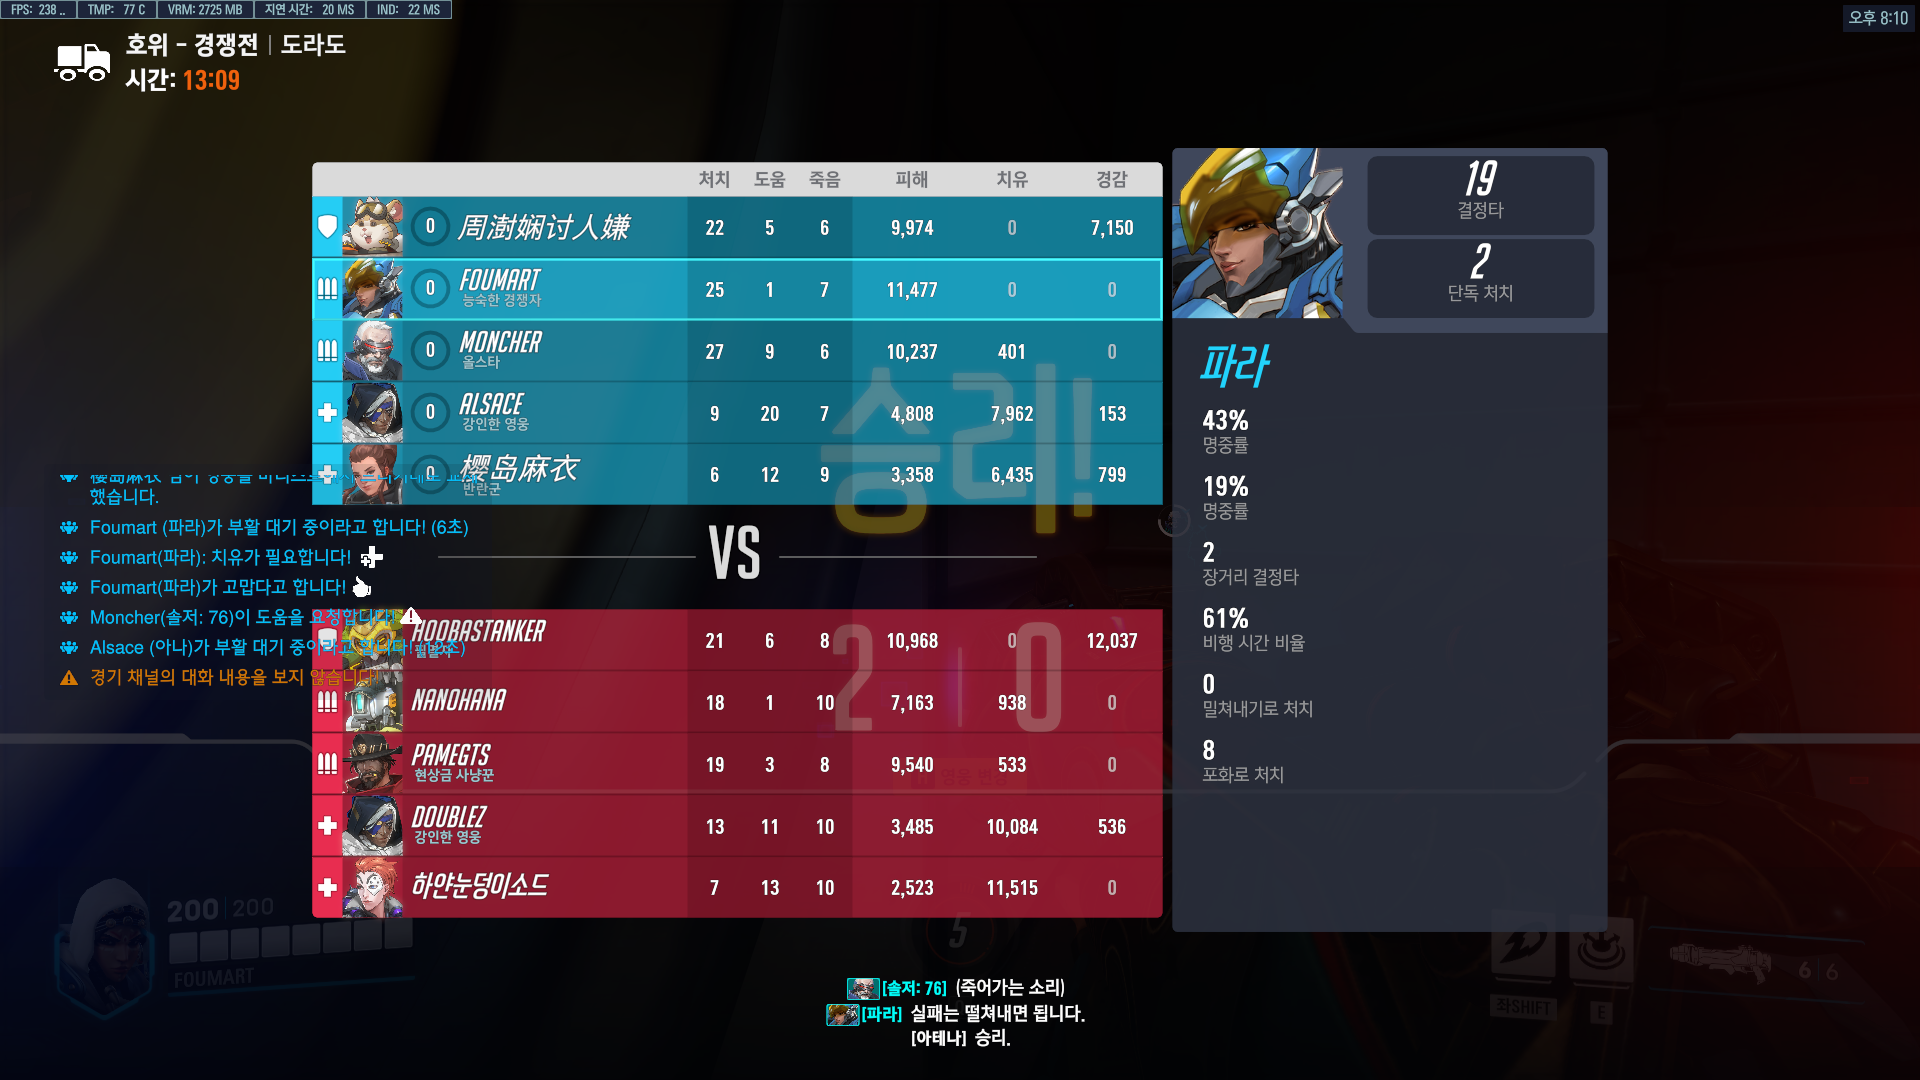 FPS: 238 .. TMP: 77 C VRM: 2725 MB 지연 시간: 20 MS IND: 22 MS
오후 8:10
호위 - 경쟁전 | 도라도
시간: 13:09
처치 도움 죽음 피해 치유 경감
0 周澍娴讨人嫌 22 5 6 9,974 0 7,150
0 FOUMART 25 1 7 11,477 0 0
능숙한 경쟁자
0 MONCHER 27 9 6 10,237 401 0
올스타
0 ALSACE 9 20 7 4,808 7,962 153
강인한 영웅
0 樱岛麻衣 6 12 9 3,358 6,435 799
반란군
승리!
했습니다.
Foumart (파라)가 부활 대기 중이라고 합니다! (6초)
Foumart(파라): 치유가 필요합니다!
Foumart(파라)가 고맙다고 합니다!
Moncher(솔저: 76)이 도움을 요청합니다!
Alsace (아나)가 부활 대기 중이라고 합니다! (12초)
경기 채널의 대화 내용을 보지 않습니다!
VS
HOOBASTANKER 21 6 8 10,968 0 12,037
NANOHANA 18 1 10 7,163 938 0
PAMEGTS 19 3 8 9,540 533 0
현상금 사냥꾼
DOUBLEZ 13 11 10 3,485 10,084 536
강인한 영웅
하얀눈덩이소드 7 13 10 2,523 11,515 0
2 | 0
19
결정타
2
단독 처치
파라
43%
명중률
19%
명중률
2
장거리 결정타
61%
비행 시간 비율
0
밀쳐내기로 처치
8
포화로 처치
200 | 200
FOUMART
5
좌SHIFT
E
6 | 6
[솔저: 76] (죽어가는 소리)
[파라] 실패는 떨쳐내면 됩니다.
[아테나] 승리.